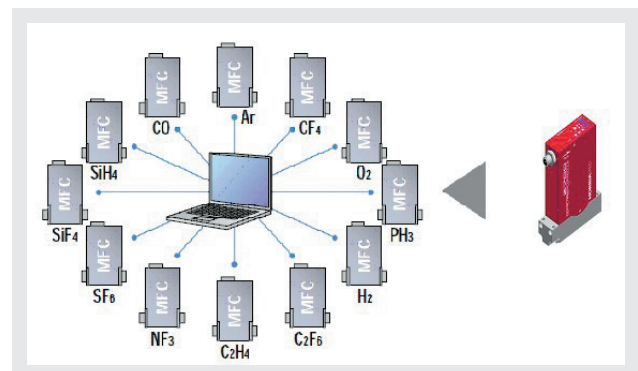 MFC
Ar
MFC
CF₄
MFC
O₂
MFC
PH₃
MFC
H₂
MFC
C₂F₆
MFC
C₂H₄
MFC
NF₃
MFC
SF₆
MFC
SiF₄
MFC
SiH₄
MFC
CO